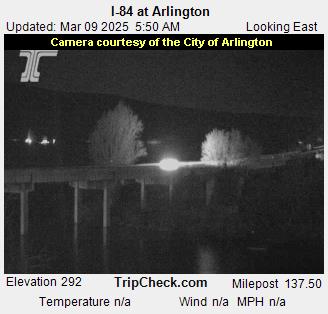 I-84 at Arlington
Updated: Mar 09 2025 5:50 AM Looking East
Camera courtesy of the City of Arlington
Elevation 292 TripCheck.com Milepost 137.50
Temperature n/a Wind n/a MPH n/a